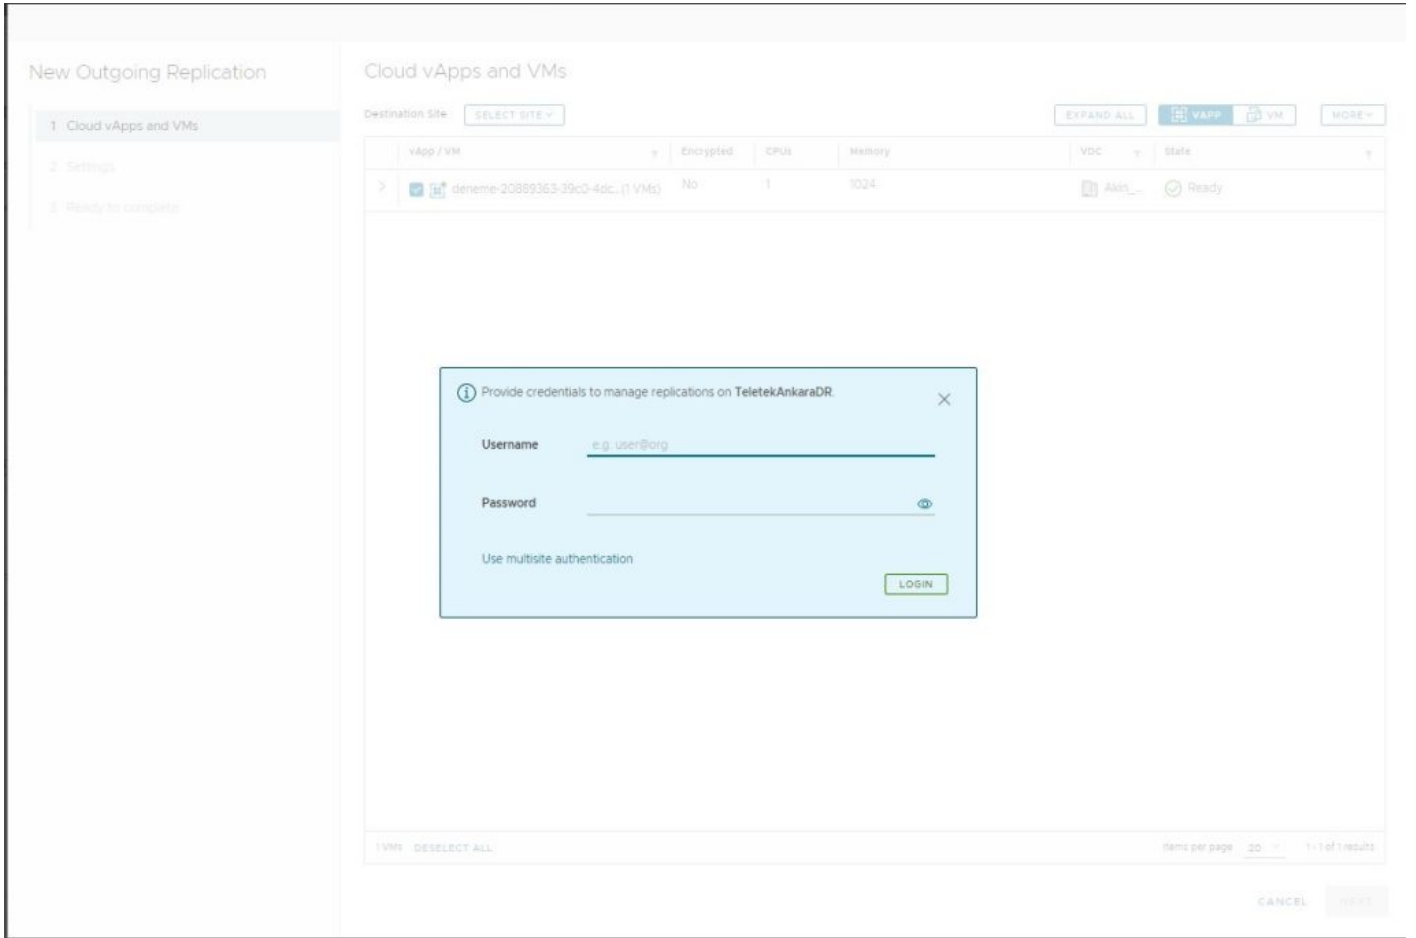 New Outgoing Replication
1 Cloud vApps and VMs
2 Settings
3 Ready to complete
Cloud vApps and VMs
Destination Site SELECT SITE
EXPAND ALL VAPP VM MORE
vApp / VM Encrypted CPUs Memory VDC State
deneme-20889363-39c0-4dc... (1 VMs) No 1 1024 Akin_... Ready
Provide credentials to manage replications on TeletekAnkaraDR.
Username e.g. user@org
Password
Use multisite authentication
LOGIN
1 VMs DESELECT ALL Items per page 20 1 - 1 of 1 results
CANCEL NEXT